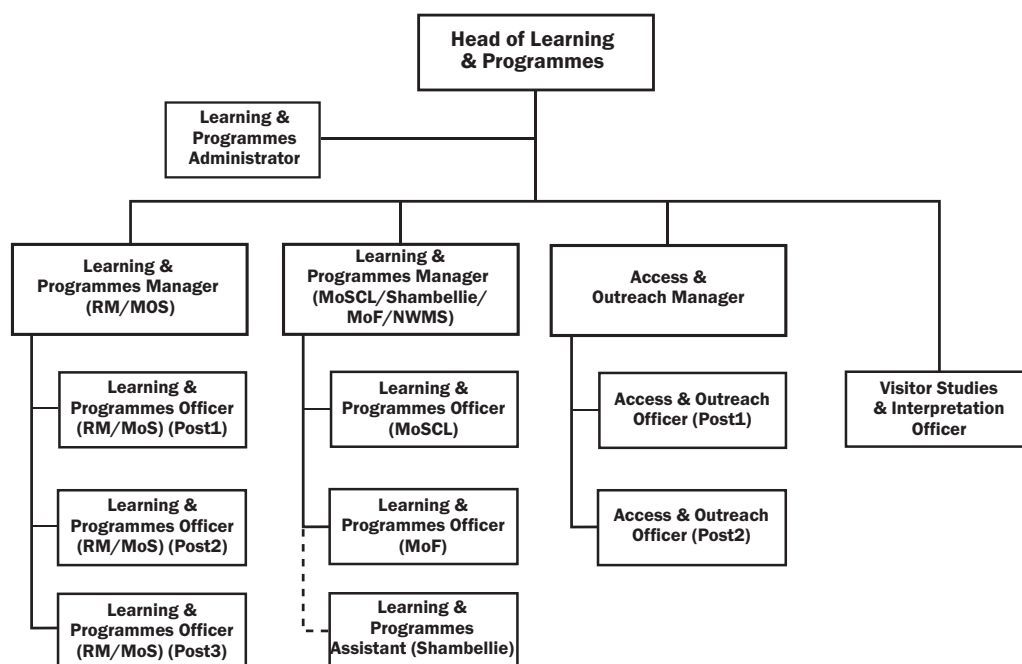 Head of Learning
& Programmes
Learning &
Programmes
Administrator
Learning &
Programmes Manager
(RM/MOS)
Learning &
Programmes Manager
(MoSCL/Shambellie/
MoF/NWMS)
Access &
Outreach Manager
Learning &
Programmes Officer
(RM/MoS) (Post1)
Learning &
Programmes Officer
(MoSCL)
Access & Outreach
Officer (Post1)
Visitor Studies
& Interpretation
Officer
Learning &
Programmes Officer
(RM/MoS) (Post2)
Learning &
Programmes Officer
(MoF)
Access & Outreach
Officer (Post2)
Learning &
Programmes Officer
(RM/MoS) (Post3)
Learning &
Programmes
Assistant (Shambellie)